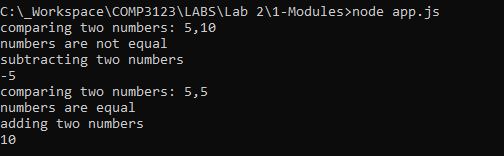 C:\_Workspace\COMP3123\LABS\Lab 2\1-Modules>node app.js
comparing two numbers: 5,10
numbers are not equal
subtracting two numbers
-5
comparing two numbers: 5,5
numbers are equal
adding two numbers
10